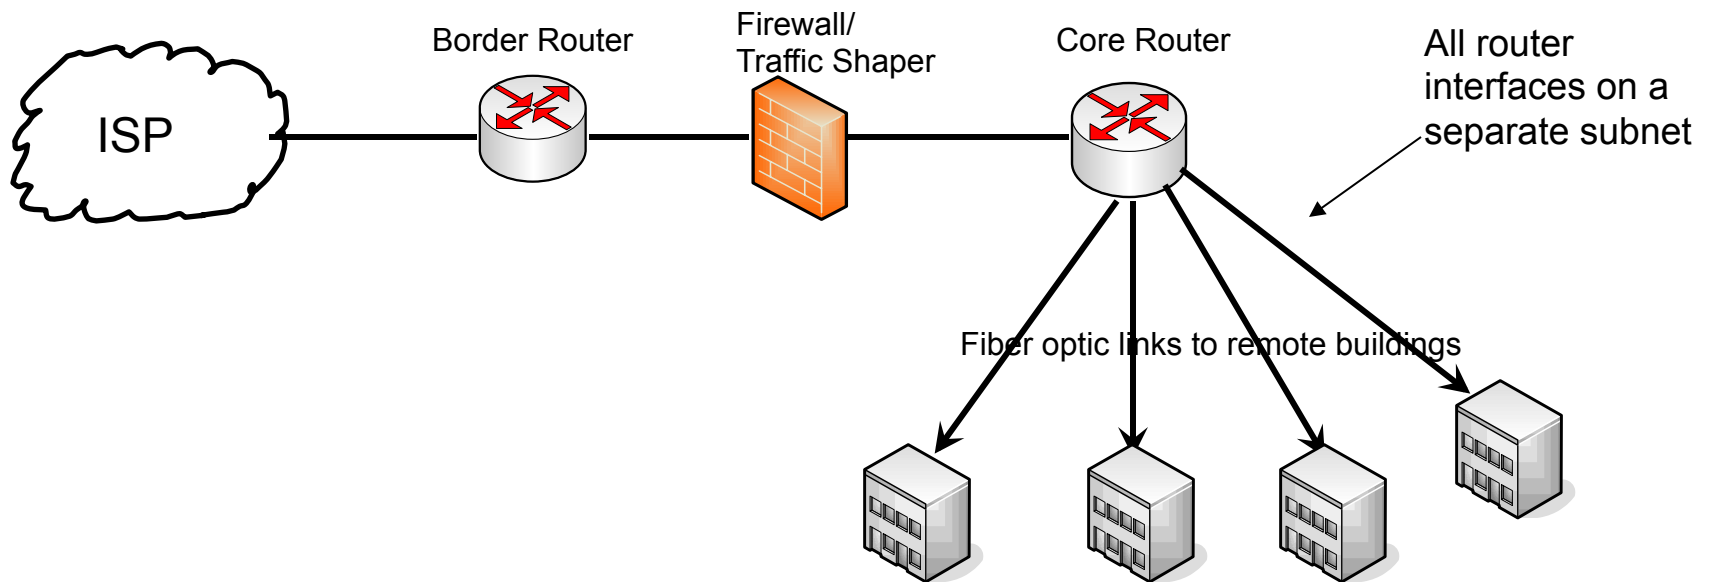 ISP
Border Router
Firewall/
Traffic Shaper
Core Router
All router
interfaces on a
separate subnet
Fiber optic links to remote buildings